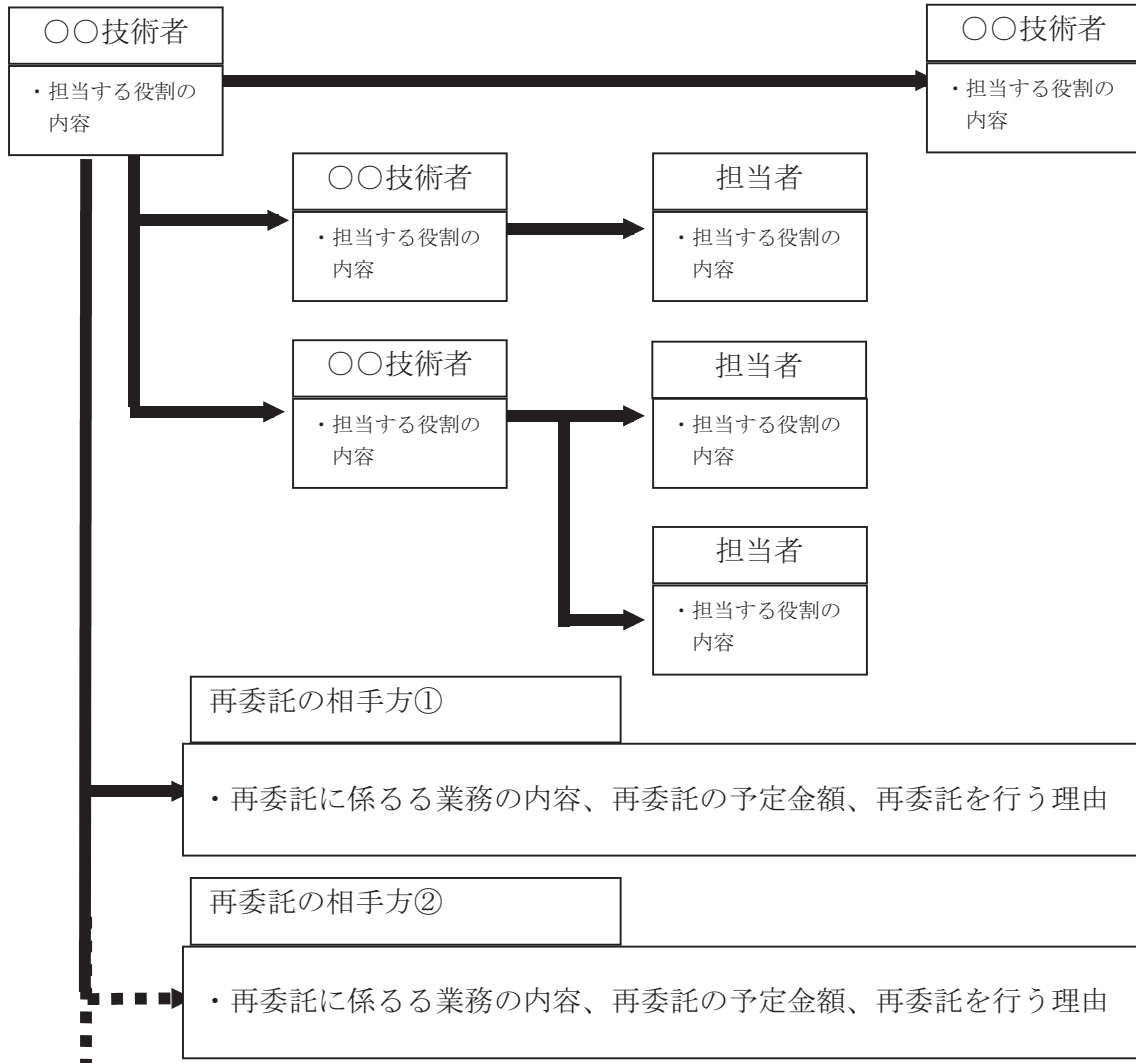 ○○技術者
・担当する役割の
内容
○○技術者
・担当する役割の
内容
○○技術者
・担当する役割の
内容
担当者
・担当する役割の
内容
○○技術者
・担当する役割の
内容
担当者
・担当する役割の
内容
担当者
・担当する役割の
内容
再委託の相手方①
・再委託に係るる業務の内容、再委託の予定金額、再委託を行う理由
再委託の相手方②
・再委託に係るる業務の内容、再委託の予定金額、再委託を行う理由